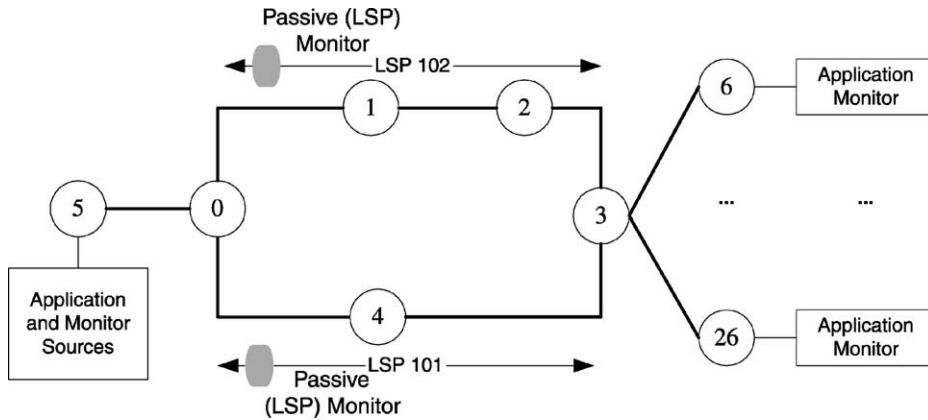 Passive (LSP)
Monitor
LSP 102
1
2
6
Application
Monitor
5
0
3
...
...
Application
and Monitor
Sources
4
26
Application
Monitor
LSP 101
Passive
(LSP) Monitor